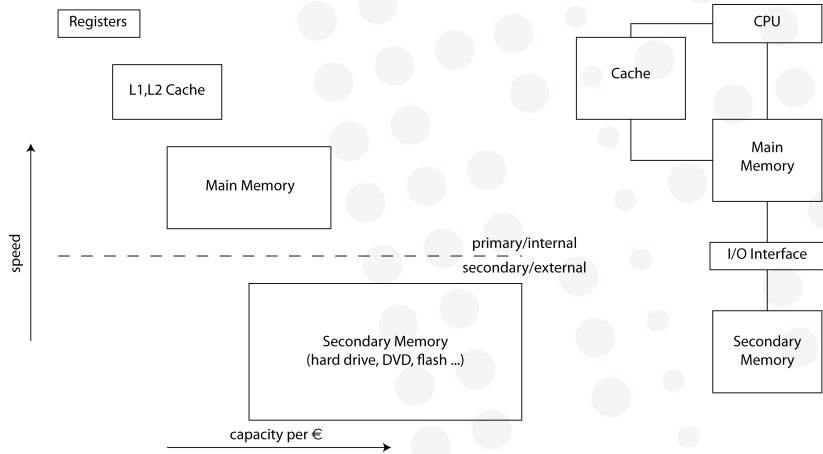 Registers
L1,L2 Cache
Main Memory
speed
primary/internal
secondary/external
Secondary Memory
(hard drive, DVD, flash ...)
capacity per €
CPU
Cache
Main
Memory
I/O Interface
Secondary
Memory